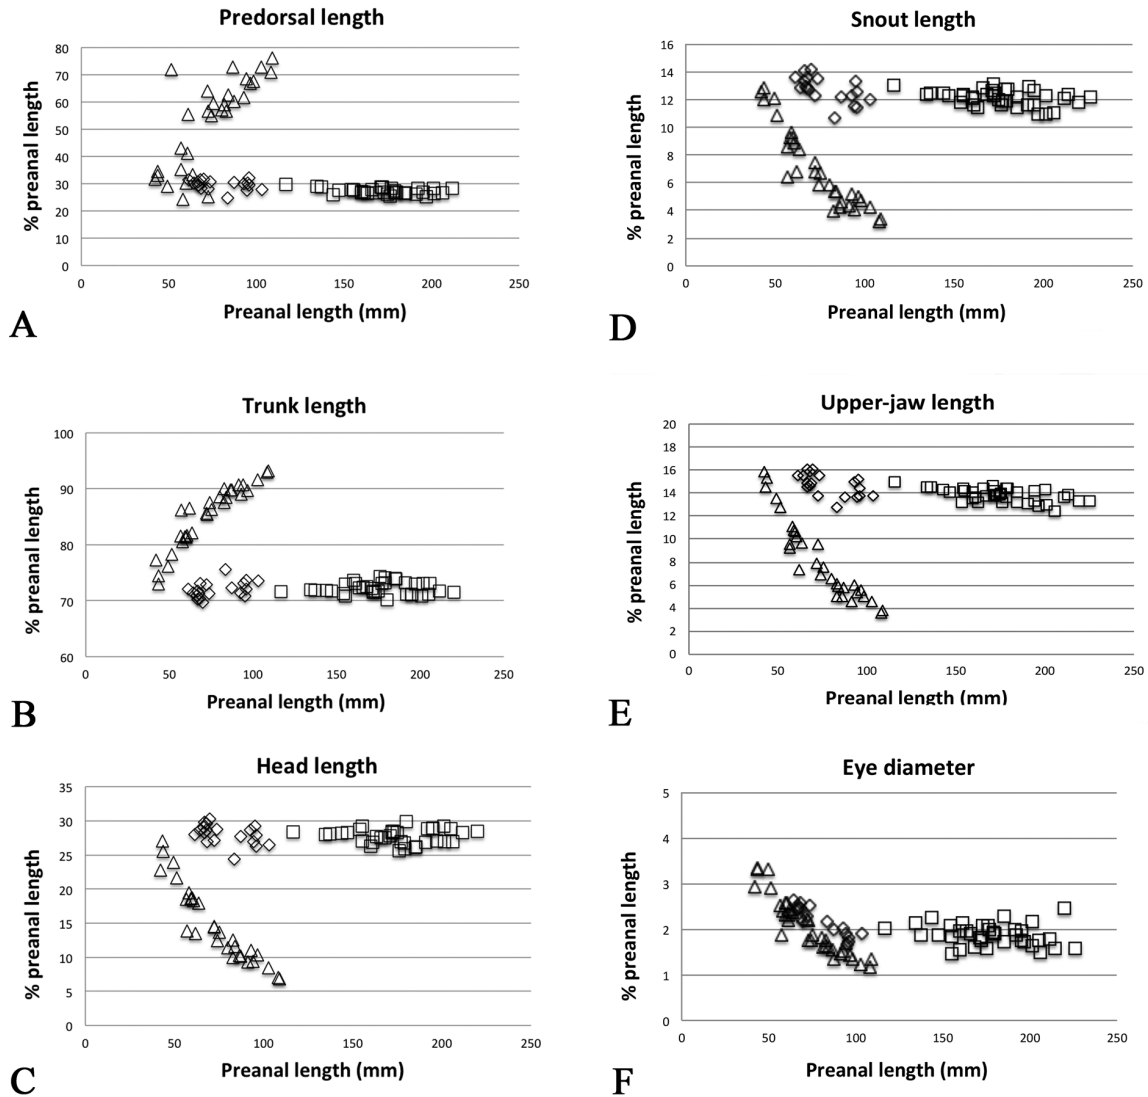 Predorsal length
80
70
60
50
40
30
20
10
0
% preanal length
0 50 100 150 200 250
Preanal length (mm)
A
Trunk length
100
90
80
70
60
% preanal length
0 50 100 150 200 250
Preanal length (mm)
B
Head length
35
30
25
20
15
10
5
0
% preanal length
0 50 100 150 200 250
Preanal length (mm)
C
Snout length
16
14
12
10
8
6
4
2
0
% preanal length
0 50 100 150 200 250
Preanal length (mm)
D
Upper-jaw length
20
18
16
14
12
10
8
6
4
2
0
% preanal length
0 50 100 150 200 250
Preanal length (mm)
E
Eye diameter
5
4
3
2
1
0
% preanal length
0 50 100 150 200 250
Preanal length (mm)
F